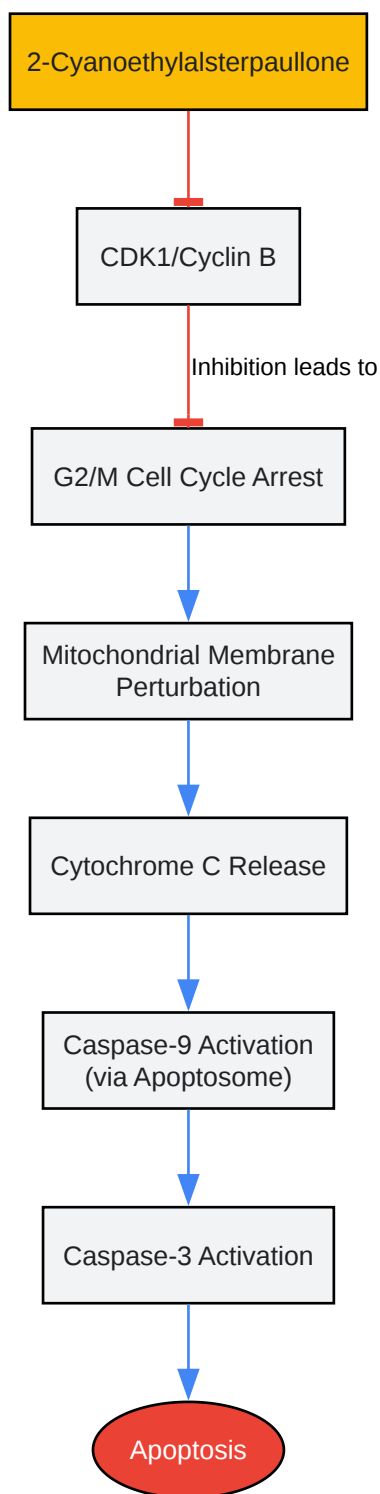 2-Cyanoethylalsterpaullone
CDK1/Cyclin B
Inhibition leads to
G2/M Cell Cycle Arrest
Mitochondrial Membrane
Perturbation
Cytochrome C Release
Caspase-9 Activation
(via Apoptosome)
Caspase-3 Activation
Apoptosis